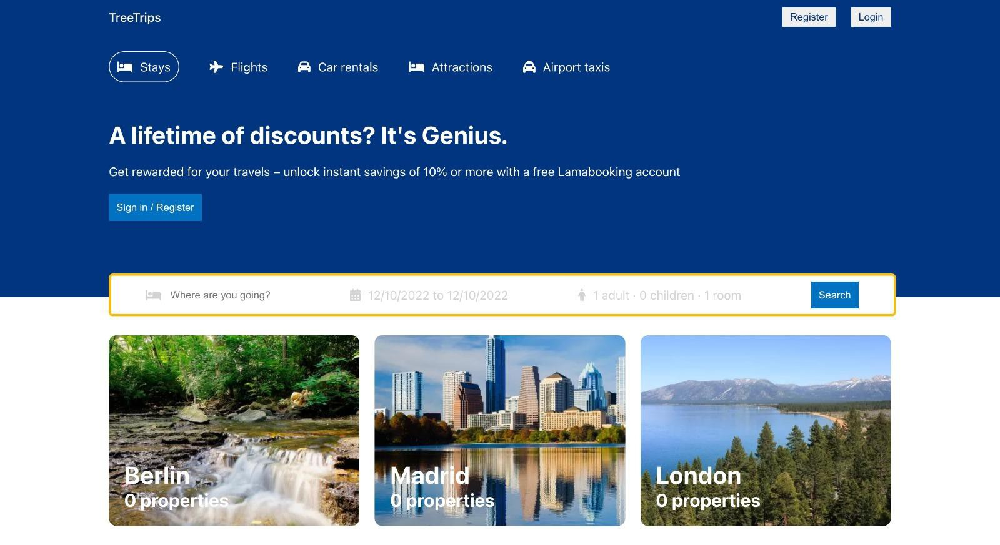 TreeTrips
Register
Login
Stays
Flights
Car rentals
Attractions
Airport taxis
A lifetime of discounts? It's Genius.
Get rewarded for your travels – unlock instant savings of 10% or more with a free Lamabooking account
Sign in / Register
Where are you going?
12/10/2022 to 12/10/2022
1 adult · 0 children · 1 room
Search
Berlin
0 properties
Madrid
0 properties
London
0 properties